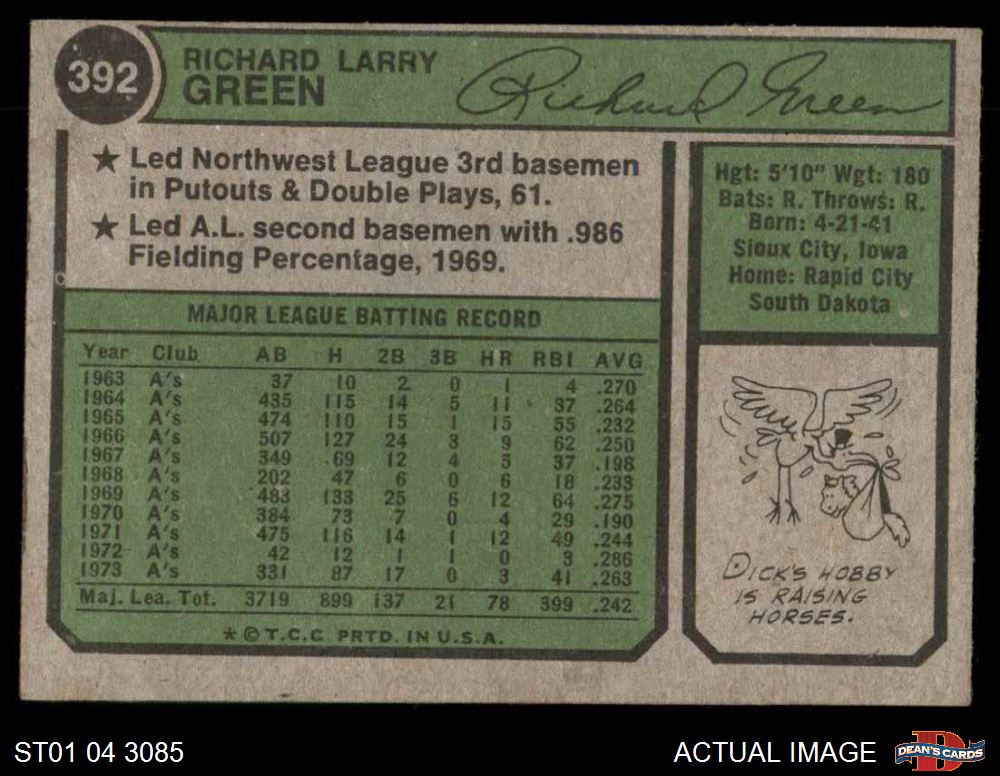 392
RICHARD LARRY
GREEN
Richard Green
★ Led Northwest League 3rd basemen
in Putouts & Double Plays, 61.
★ Led A.L. second basemen with .986
Fielding Percentage, 1969.
Hgt: 5'10" Wgt: 180
Bats: R. Throws: R.
Born: 4-21-41
Sioux City, Iowa
Home: Rapid City
South Dakota
MAJOR LEAGUE BATTING RECORD
Year Club AB H 2B 3B HR RBI AVG
1963 A's 37 10 2 0 1 4 .270
1964 A's 435 115 14 5 11 37 .264
1965 A's 474 110 15 1 15 55 .232
1966 A's 507 127 24 3 9 62 .250
1967 A's 349 69 12 4 5 37 .198
1968 A's 202 47 6 0 6 18 .233
1969 A's 483 133 25 6 12 64 .275
1970 A's 384 73 7 0 4 29 .190
1971 A's 475 116 14 1 12 49 .244
1972 A's 42 12 1 1 0 3 .286
1973 A's 331 87 17 0 3 41 .263
Maj. Lea. Tot. 3719 899 137 21 78 399 .242
* © T.C.G. PRTD. IN U.S.A.
DICK'S HOBBY
IS RAISING
HORSES.
ST01 04 3085
ACTUAL IMAGE
D
DEAN'S CARDS